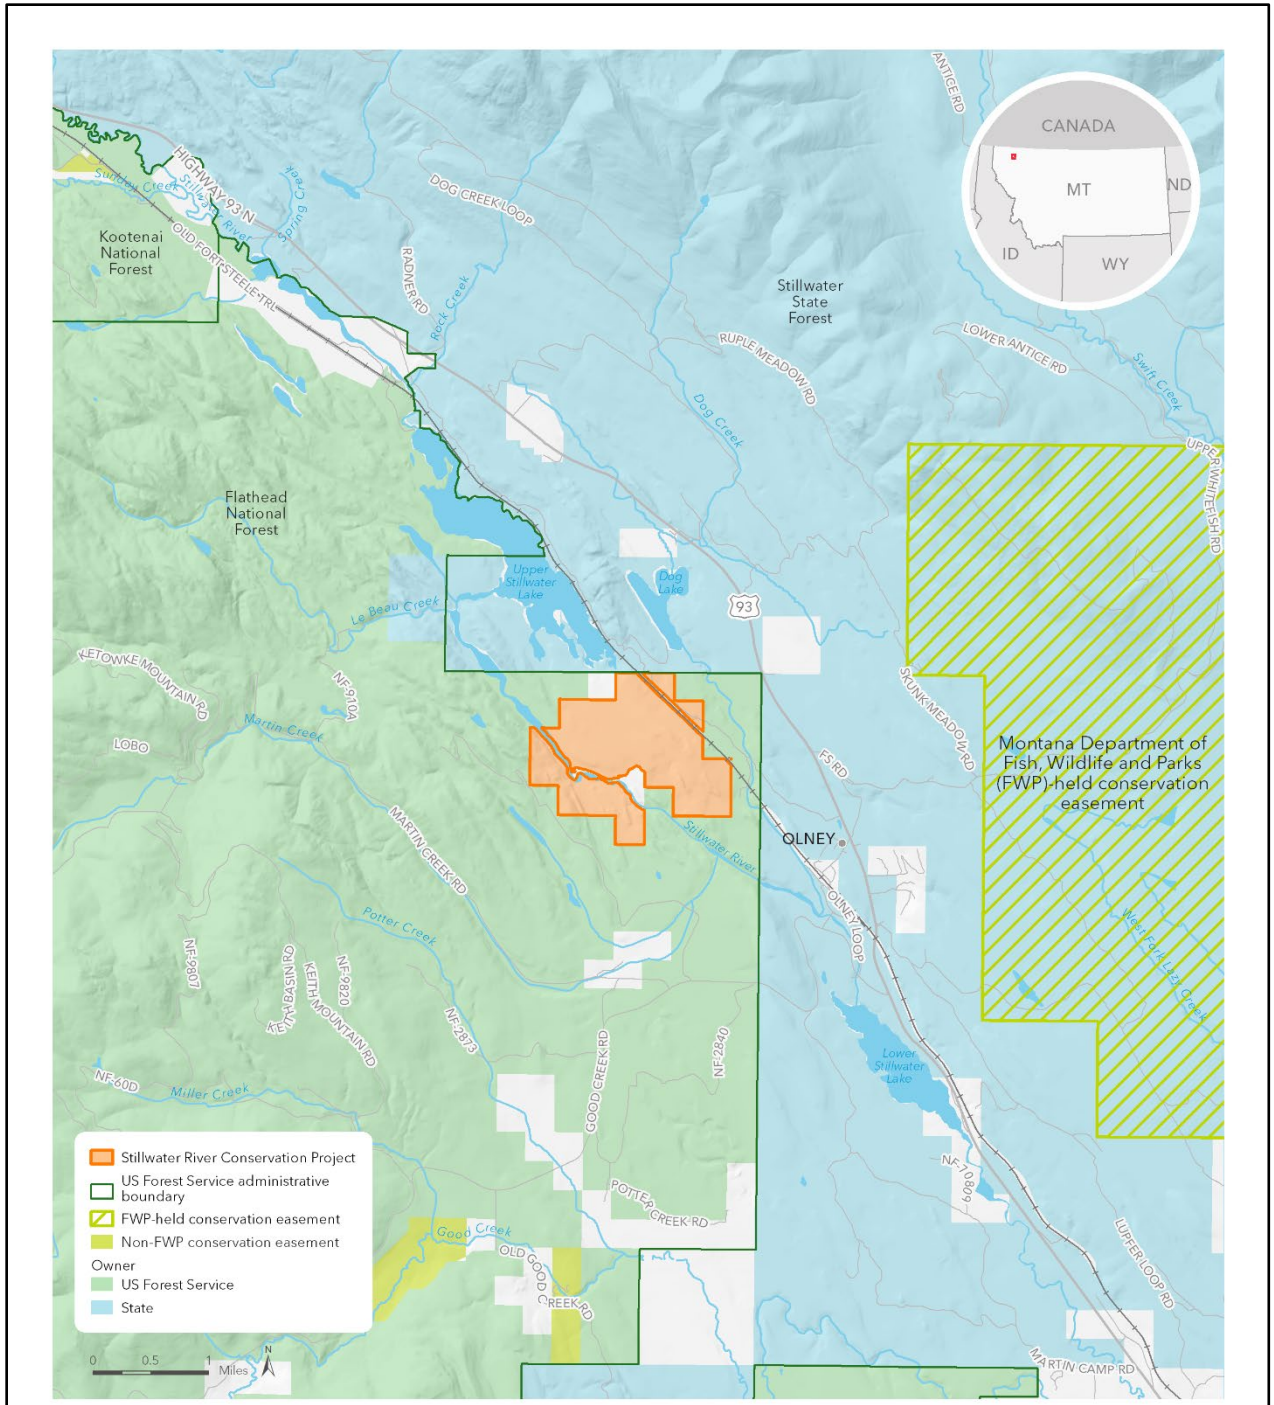 ANTICE RD
CANADA
MT
ND
ID
WY
HIGHWAY 93 N
Sunday Creek
Stillwater River
Spring Creek
DOG CREEK LOOP
Kootenai
National
Forest
OLD FORT STEELE TRL
RADNER RD
Rock Creek
Stillwater
State
Forest
RUPLE MEADOW RD
LOWER ANTICE RD
Swift Creek
Dog Creek
UPPER WHITEFISH RD
Flathead
National
Forest
Upper
Stillwater
Lake
Dog
Lake
93
Le Beau Creek
KETOWKE MOUNTAIN RD
NF-910A
SKUNK MEADOW RD
Martin Creek
LOBO
FS RD
Montana Department of
Fish, Wildlife and Parks
(FWP)-held conservation
easement
MARTIN CREEK RD
Stillwater River
OLNEY
OLNEY LOOP
Potter Creek
West Fork Lazy Creek
NF-9807
KEITH BASIN RD
NF-9820
KEITH MOUNTAIN RD
NF-2873
GOOD CREEK RD
NF-2840
Lower
Stillwater
Lake
NF-60D
Miller Creek
NF-70809
POTTER CREEK RD
LUPFER LOOP RD
Good Creek
OLD GOOD CREEK RD
MARTIN CAMP RD
Stillwater River Conservation Project
US Forest Service administrative
boundary
FWP-held conservation easement
Non-FWP conservation easement
Owner
US Forest Service
State
0 0.5 1 Miles
N